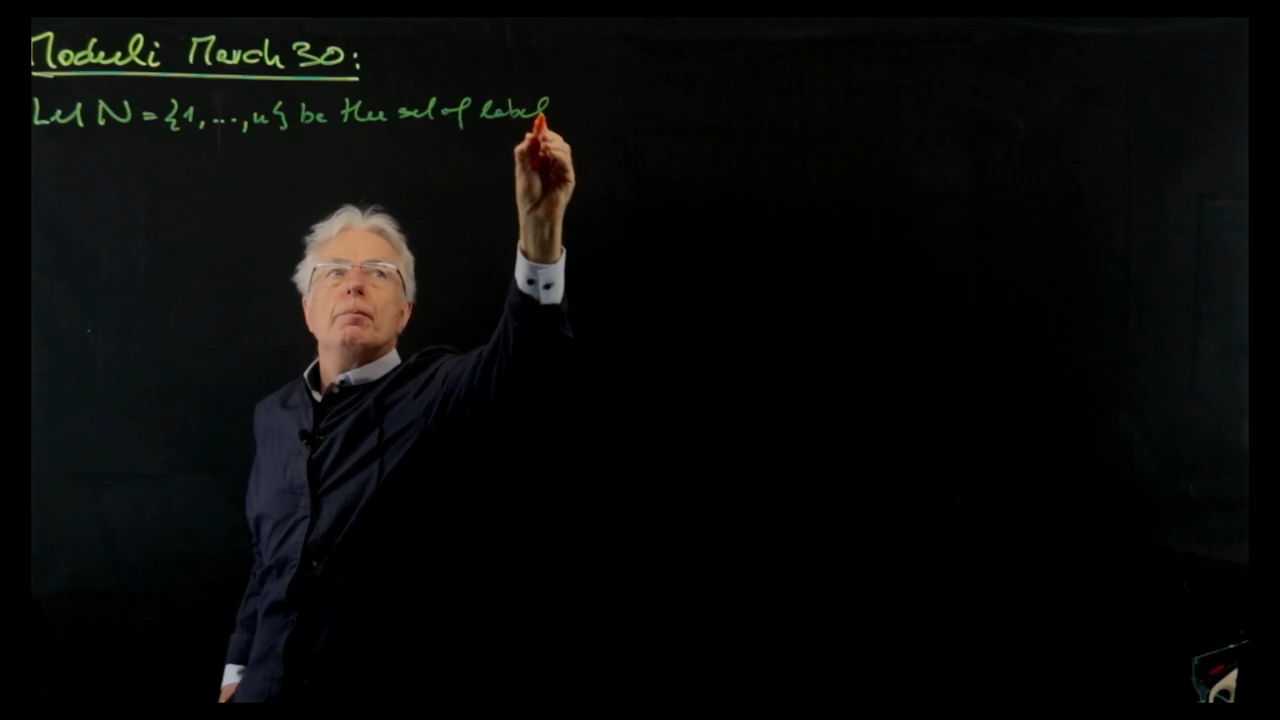 Moduli March 30:
Let N = {1, ..., n} be the set of label